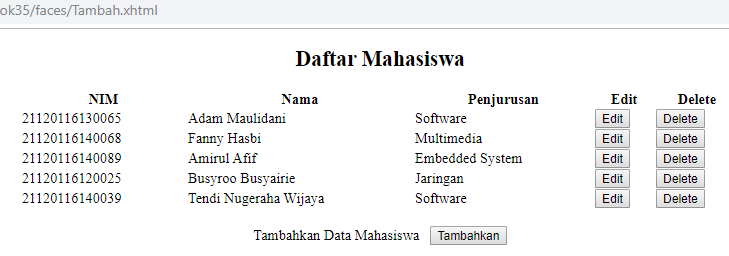 ok35/faces/Tambah.xhtml
Daftar Mahasiswa
NIM Nama Penjurusan Edit Delete
21120116130065 Adam Maulidani Software Edit Delete
21120116140068 Fanny Hasbi Multimedia Edit Delete
21120116140089 Amirul Afif Embedded System Edit Delete
21120116120025 Busyroo Busyairie Jaringan Edit Delete
21120116140039 Tendi Nugeraha Wijaya Software Edit Delete
Tambahkan Data Mahasiswa Tambahkan